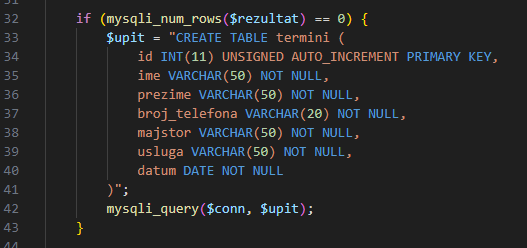 32 if (mysqli_num_rows($rezultat) == 0) {
33 $upit = "CREATE TABLE termini (
34 id INT(11) UNSIGNED AUTO_INCREMENT PRIMARY KEY,
35 ime VARCHAR(50) NOT NULL,
36 prezime VARCHAR(50) NOT NULL,
37 broj_telefona VARCHAR(20) NOT NULL,
38 majstor VARCHAR(50) NOT NULL,
39 usluga VARCHAR(50) NOT NULL,
40 datum DATE NOT NULL
41 )";
42 mysqli_query($conn, $upit);
43 }